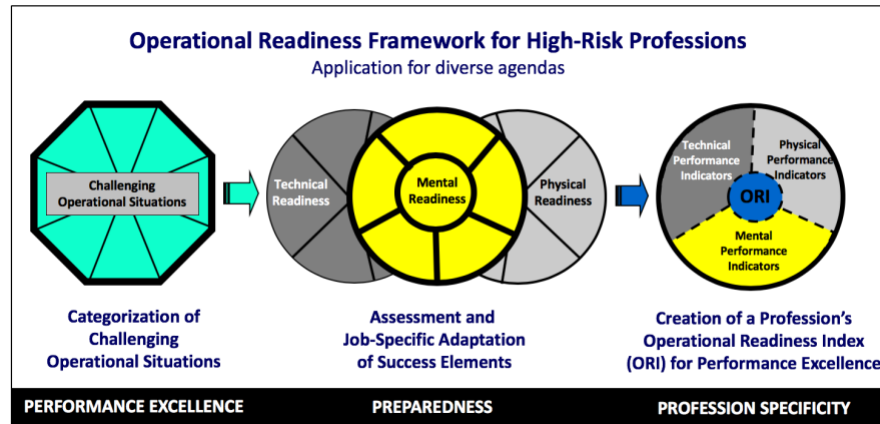 Operational Readiness Framework for High-Risk Professions
Application for diverse agendas
Challenging
Operational Situations
Technical
Readiness
Mental
Readiness
Physical Readiness
Technical
Performance
Indicators
Physical
Performance
Indicators
ORI
Mental
Performance
Indicators
Categorization of
Challenging
Operational Situations
Assessment and
Job-Specific Adaptation
of Success Elements
Creation of a Profession’s
Operational Readiness Index
(ORI) for Performance Excellence
PERFORMANCE EXCELLENCE
PREPAREDNESS
PROFESSION SPECIFICITY